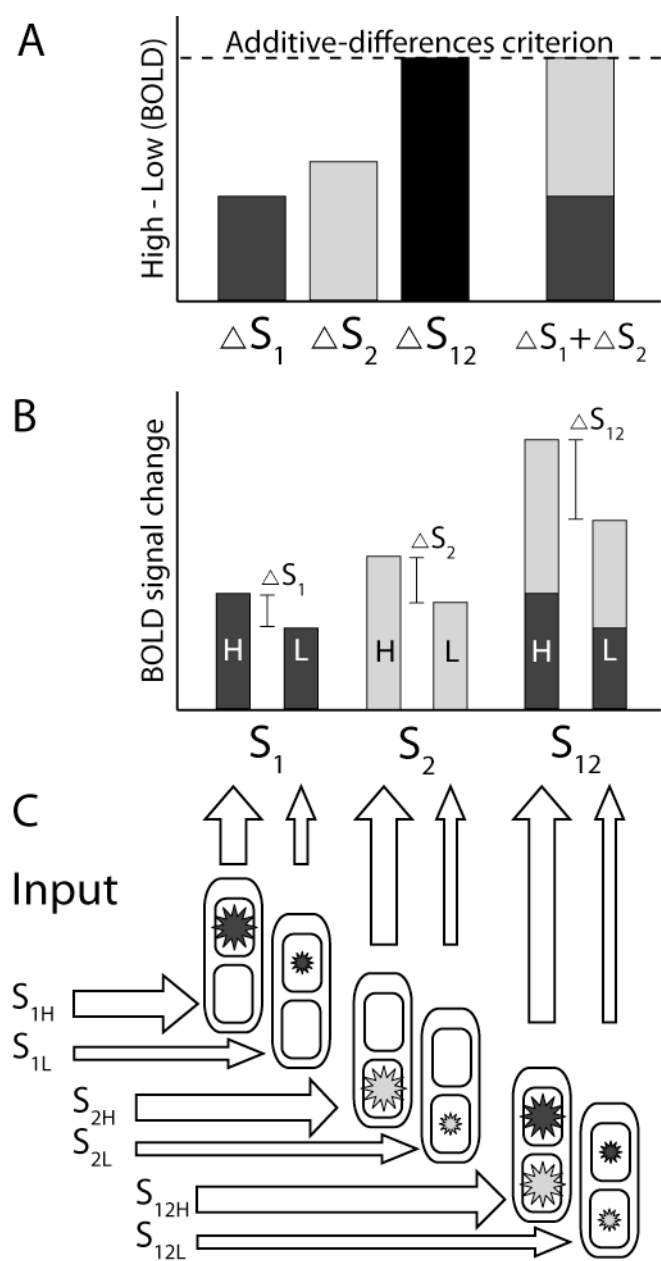 A
Additive-differences criterion
High - Low (BOLD)
△S₁
△S₂
△S₁₂
△S₁+△S₂
B
BOLD signal change
△S₁
△S₂
△S₁₂
H
L
H
L
H
L
S₁
S₂
S₁₂
C
Input
S₁H
S₁L
S₂H
S₂L
S₁₂H
S₁₂L